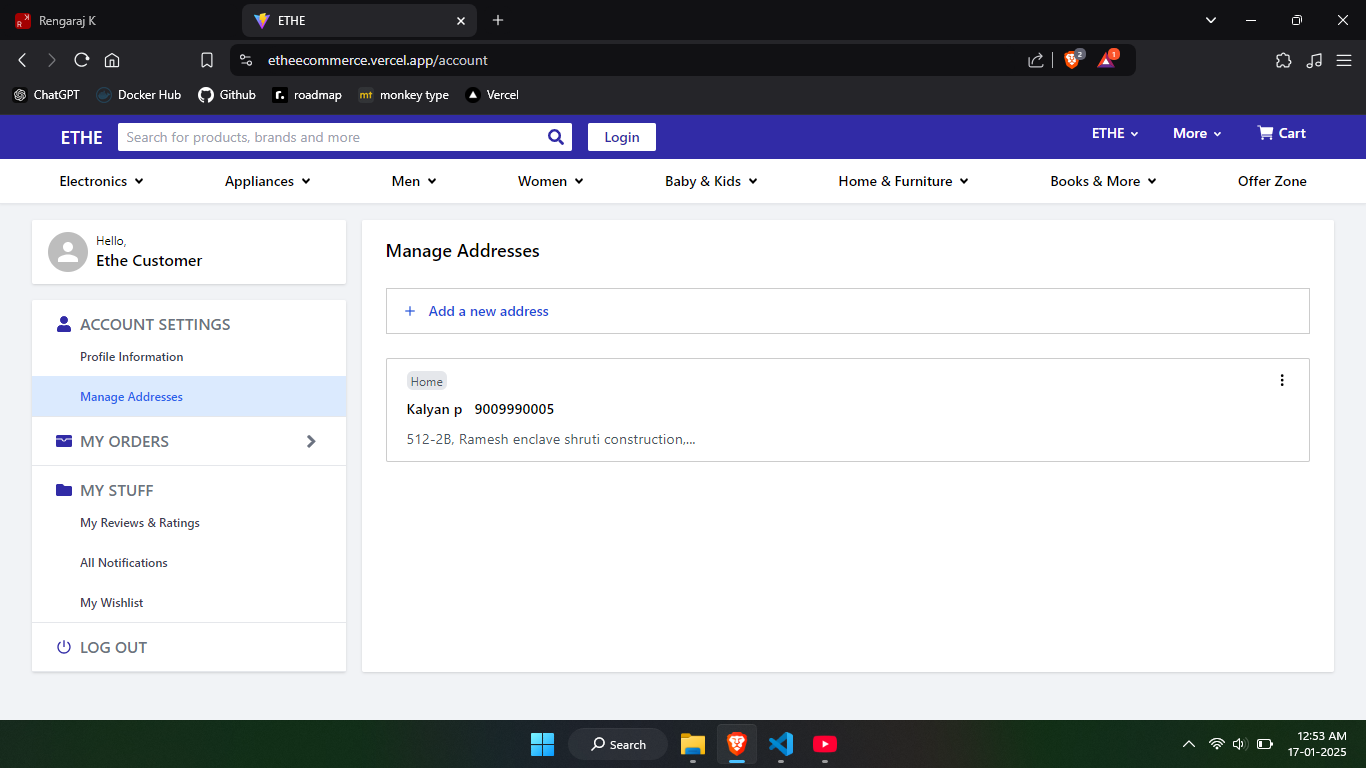 Rengaraj K
ETHE
etheecommerce.vercel.app/account
2
1
ChatGPT
Docker Hub
Github
r. roadmap
mt monkey type
Vercel
ETHE
Search for products, brands and more
Login
ETHE
More
Cart
Electronics
Appliances
Men
Women
Baby & Kids
Home & Furniture
Books & More
Offer Zone
Hello,
Ethe Customer
ACCOUNT SETTINGS
Profile Information
Manage Addresses
MY ORDERS
MY STUFF
My Reviews & Ratings
All Notifications
My Wishlist
LOG OUT
Manage Addresses
+ Add a new address
Home
Kalyan p 9009990005
512-2B, Ramesh enclave shruti construction,...
Search
12:53 AM
17-01-2025